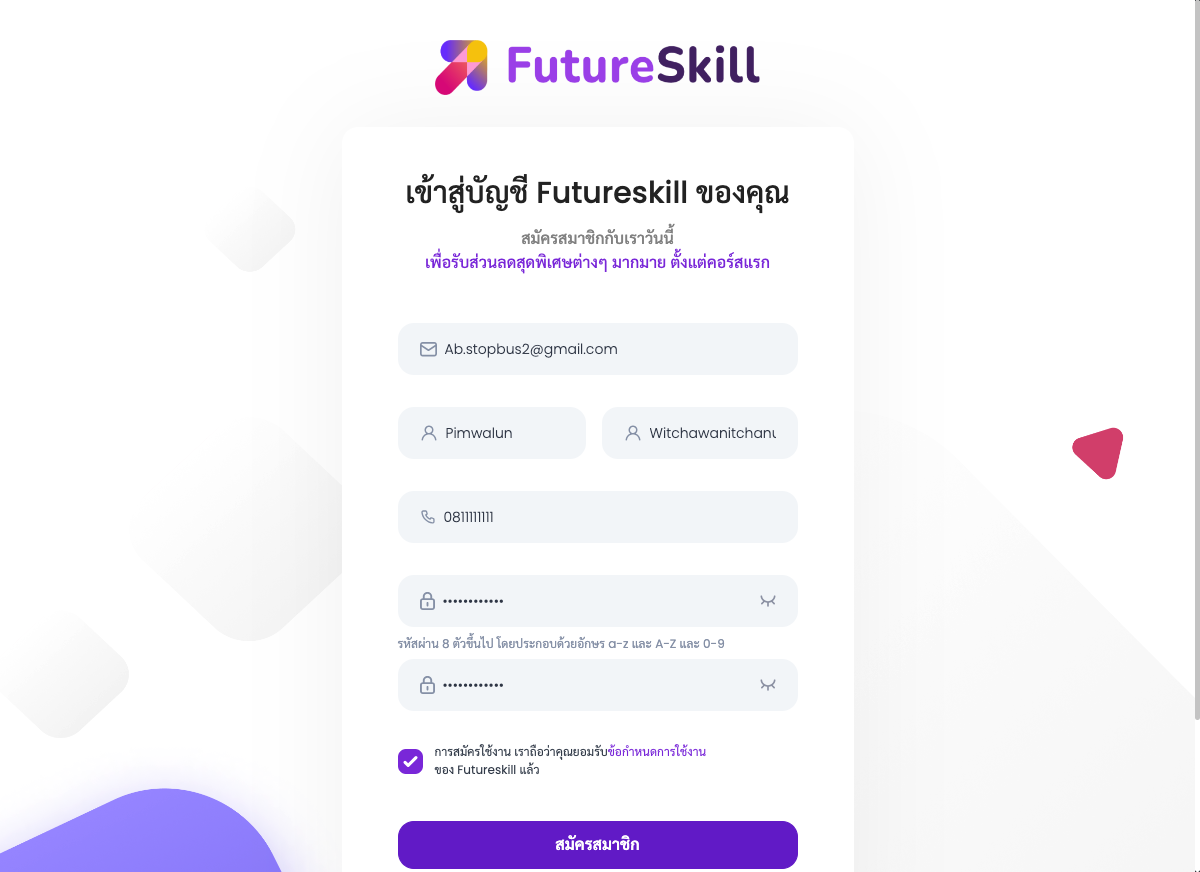 FutureSkill
เข้าสู่บัญชี Futureskill ของคุณ
สมัครสมาชิกกับเราวันนี้
เพื่อรับส่วนลดสุดพิเศษต่างๆ มากมาย ตั้งแต่คอร์สแรก
Ab.stopbus2@gmail.com
Pimwalun Witchawanitchanu
0811111111
••••••••••••
รหัสผ่าน 8 ตัวขึ้นไป โดยประกอบด้วยอักษร a-z และ A-Z และ 0-9
••••••••••••
การสมัครใช้งาน เราถือว่าคุณยอมรับข้อกำหนดการใช้งาน
ของ Futureskill แล้ว
สมัครสมาชิก